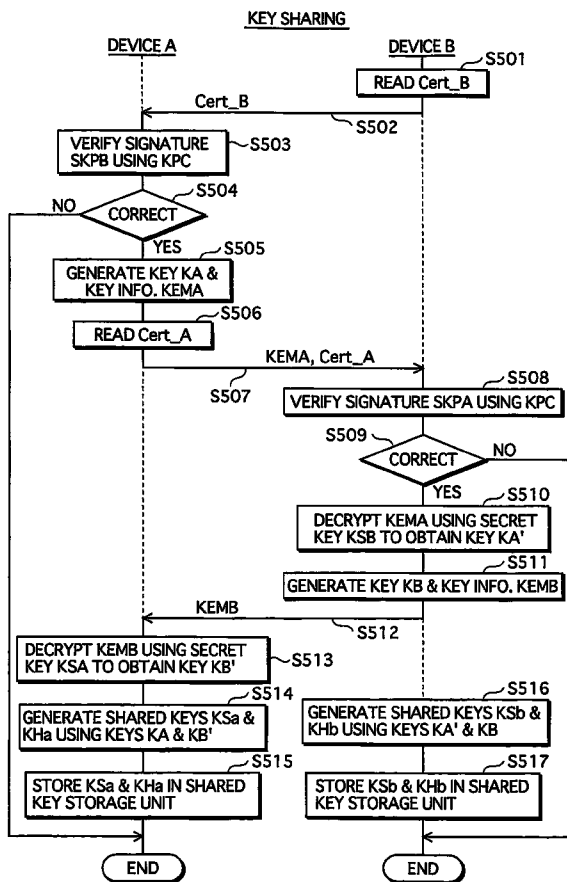 KEY SHARING
DEVICE A
DEVICE B
S501
READ Cert_B
Cert_B
S502
S503
VERIFY SIGNATURE
SKPB USING KPC
S504
NO
CORRECT
YES
S505
GENERATE KEY KA &
KEY INFO. KEMA
S506
READ Cert_A
KEMA, Cert_A
S507
S508
VERIFY SIGNATURE SKPA USING KPC
S509
NO
CORRECT
YES
S510
DECRYPT KEMA USING SECRET
KEY KSB TO OBTAIN KEY KA'
S511
GENERATE KEY KB & KEY INFO. KEMB
KEMB
S512
DECRYPT KEMB USING SECRET
KEY KSA TO OBTAIN KEY KB'
S513
S514
GENERATE SHARED KEYS KSa &
KHa USING KEYS KA & KB'
S516
GENERATE SHARED KEYS KSb &
KHb USING KEYS KA' & KB
S515
STORE KSa & KHa IN SHARED
KEY STORAGE UNIT
S517
STORE KSb & KHb IN SHARED
KEY STORAGE UNIT
END
END